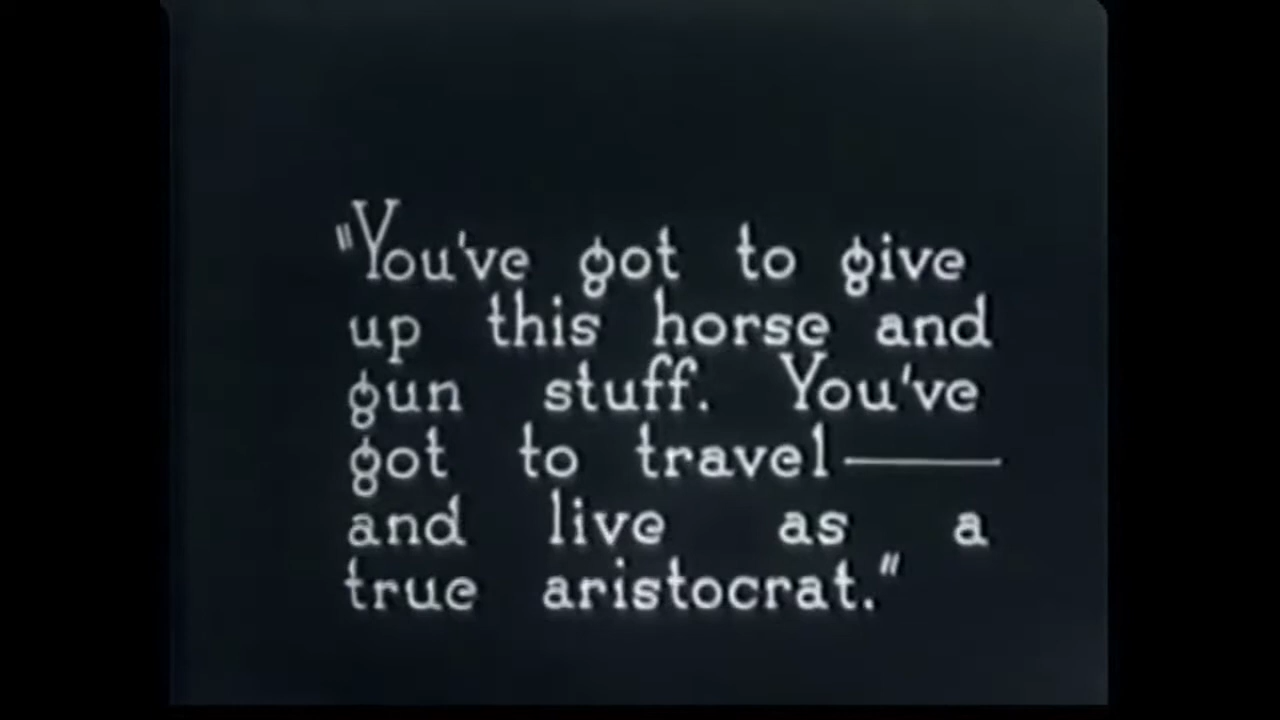 "You've got to give
up this horse and
gun stuff. You've
got to travel——
and live as a
true aristocrat."